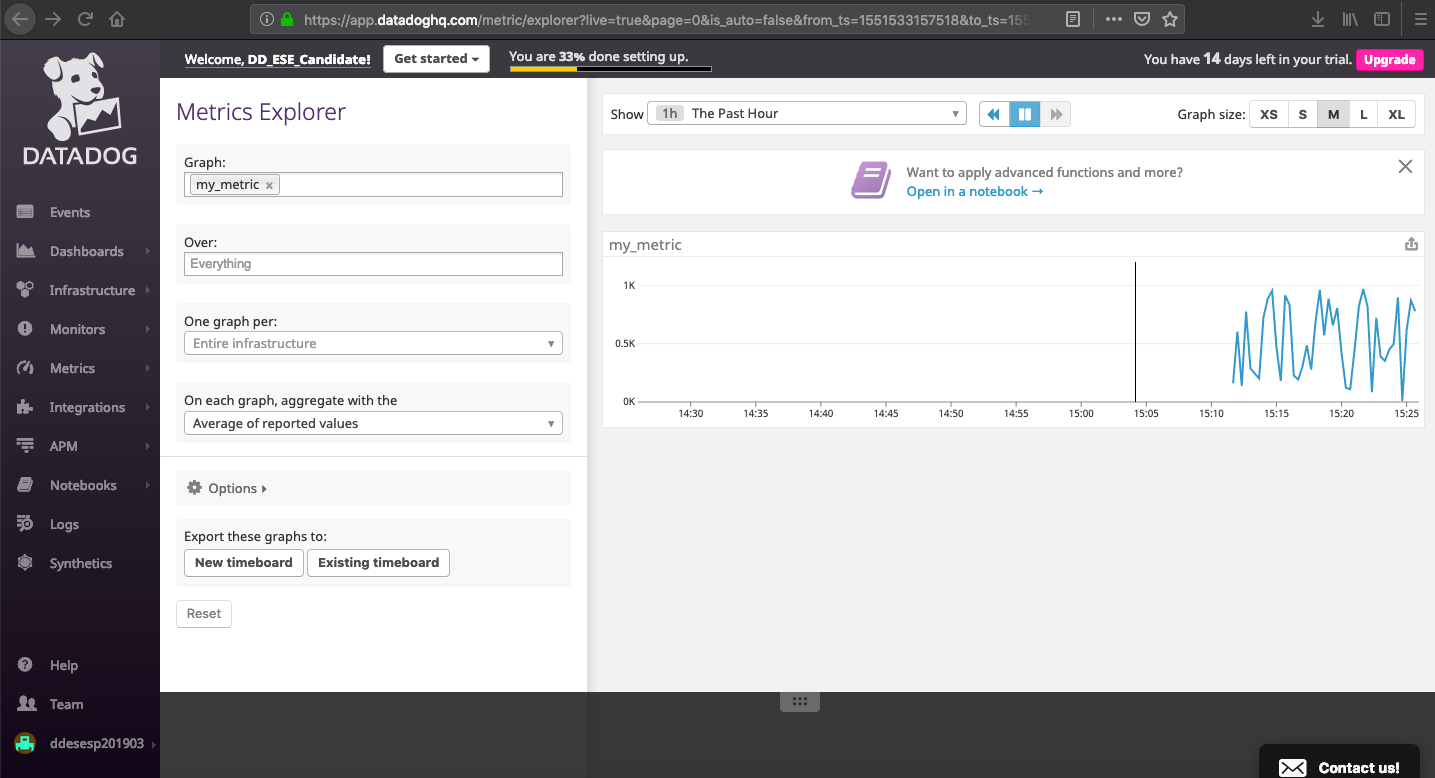 https://app.datadoghq.com/metric/explorer?live=true&page=0&is_auto=false&from_ts=1551533157518&to_ts=155
DATADOG
Welcome, DD_ESE_Candidate!
Get started
You are 33% done setting up.
You have 14 days left in your trial.
Upgrade
Events
Dashboards
Infrastructure
Monitors
Metrics
Integrations
APM
Notebooks
Logs
Synthetics
Help
Team
ddesesp201903
Metrics Explorer
Graph:
my_metric ×
Over:
Everything
One graph per:
Entire infrastructure
On each graph, aggregate with the
Average of reported values
Options
Export these graphs to:
New timeboard Existing timeboard
Reset
Show 1h The Past Hour
Graph size: XS S M L XL
Want to apply advanced functions and more?
Open in a notebook →
my_metric
1K
0.5K
0K
14:30 14:35 14:40 14:45 14:50 14:55 15:00 15:05 15:10 15:15 15:20 15:25
Contact us!